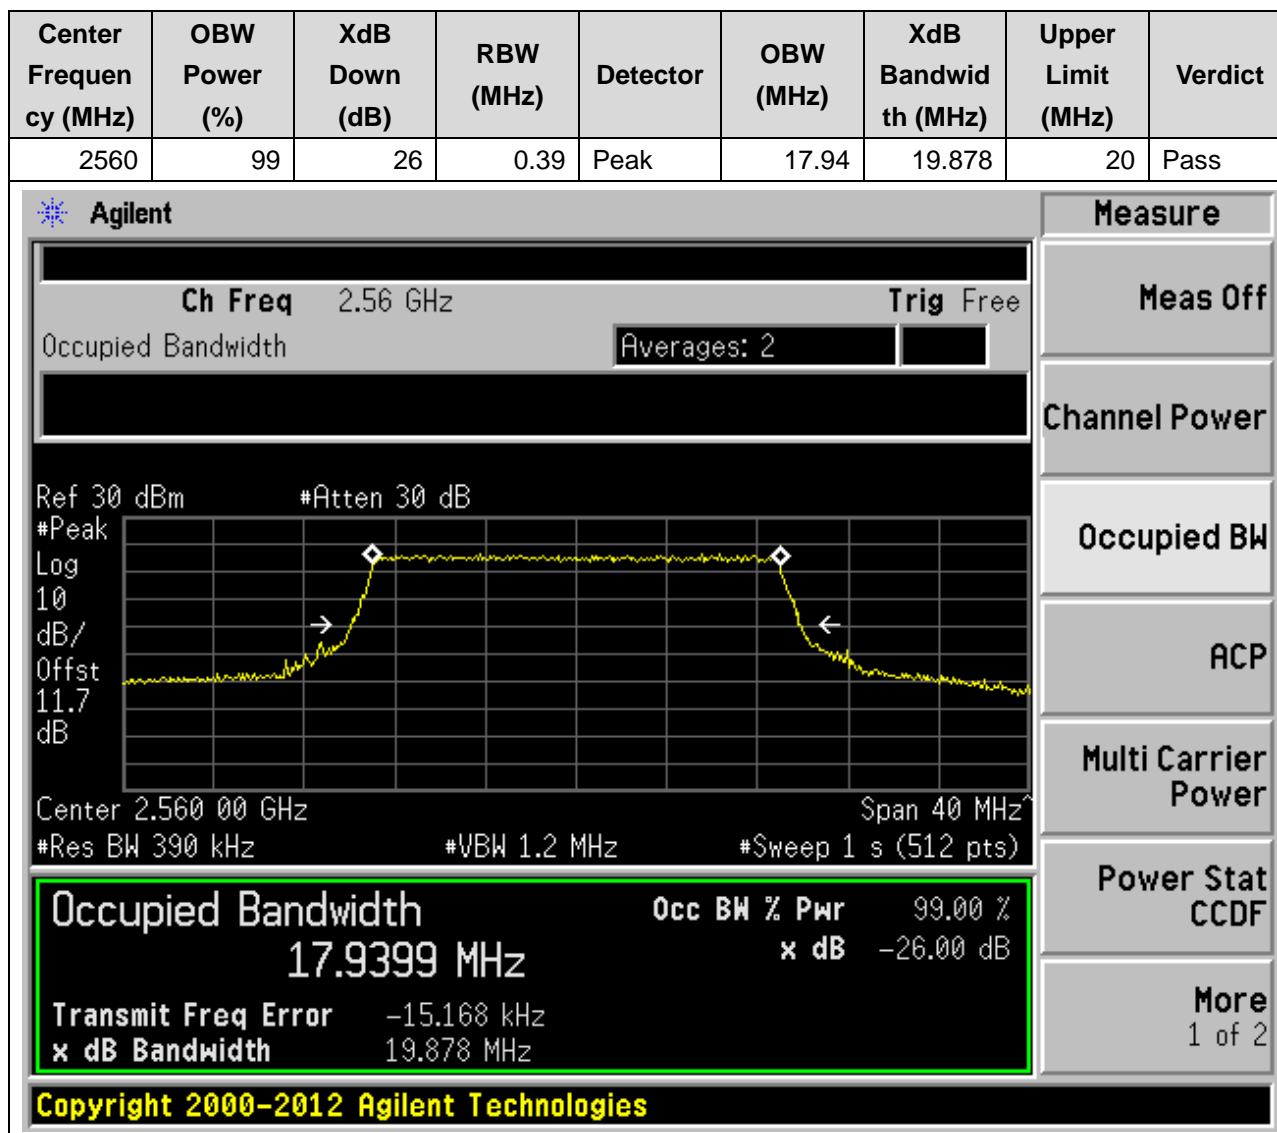 Center Frequen cy (MHz)
OBW Power (%)
XdB Down (dB)
RBW (MHz)
Detector
OBW (MHz)
XdB Bandwid th (MHz)
Upper Limit (MHz)
Verdict
2560 99 26 0.39 Peak 17.94 19.878 20 Pass
Agilent
Ch Freq 2.56 GHz Trig Free
Occupied Bandwidth Averages: 2
Ref 30 dBm #Atten 30 dB
#Peak
Log
10
dB/
Offst
11.7
dB
Center 2.560 00 GHz Span 40 MHz^
#Res BW 390 kHz #VBW 1.2 MHz #Sweep 1 s (512 pts)
Occupied Bandwidth
17.9399 MHz
Occ BW % Pwr 99.00 %
x dB -26.00 dB
Transmit Freq Error -15.168 kHz
x dB Bandwidth 19.878 MHz
Copyright 2000-2012 Agilent Technologies
Measure
Meas Off
Channel Power
Occupied BW
ACP
Multi Carrier
Power
Power Stat
CCDF
More
1 of 2